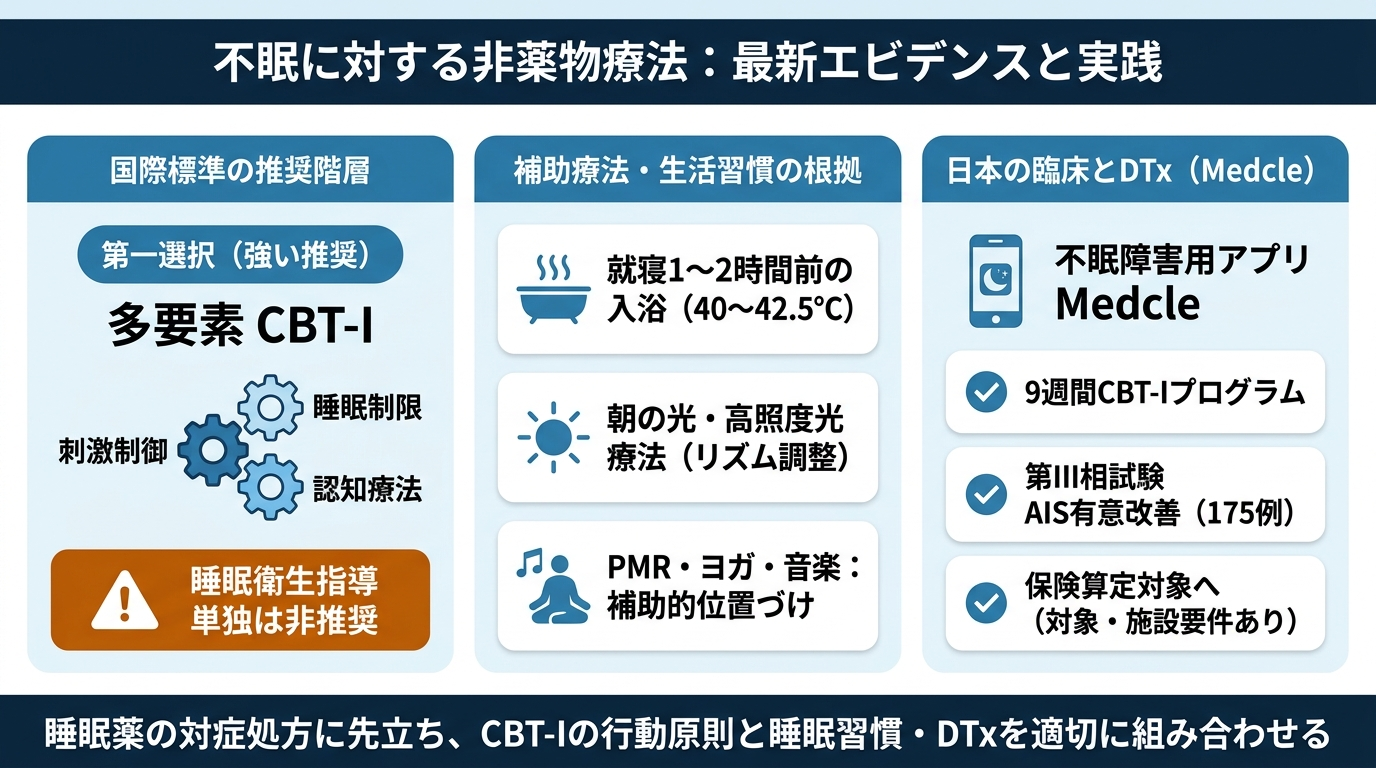 不眠に対する非薬物療法：最新エビデンスと実践
国際標準の推奨階層
第一選択（強い推奨）
多要素 CBT-I
刺激制御
睡眠制限
認知療法
睡眠衛生指導
単独は非推奨
補助療法・生活習慣の根拠
就寝1〜2時間前の
入浴（40〜42.5℃）
朝の光・高照度光
療法（リズム調整）
PMR・ヨガ・音楽：
補助的位置づけ
日本の臨床とDTx（Medcle）
不眠障害用アプリ
Medcle
9週間CBT-Iプログラム
第III相試験
AIS有意改善（175例）
保険算定対象へ
（対象・施設要件あり）
睡眠薬の対症処方に先立ち、CBT-Iの行動原則と睡眠習慣・DTxを適切に組み合わせる